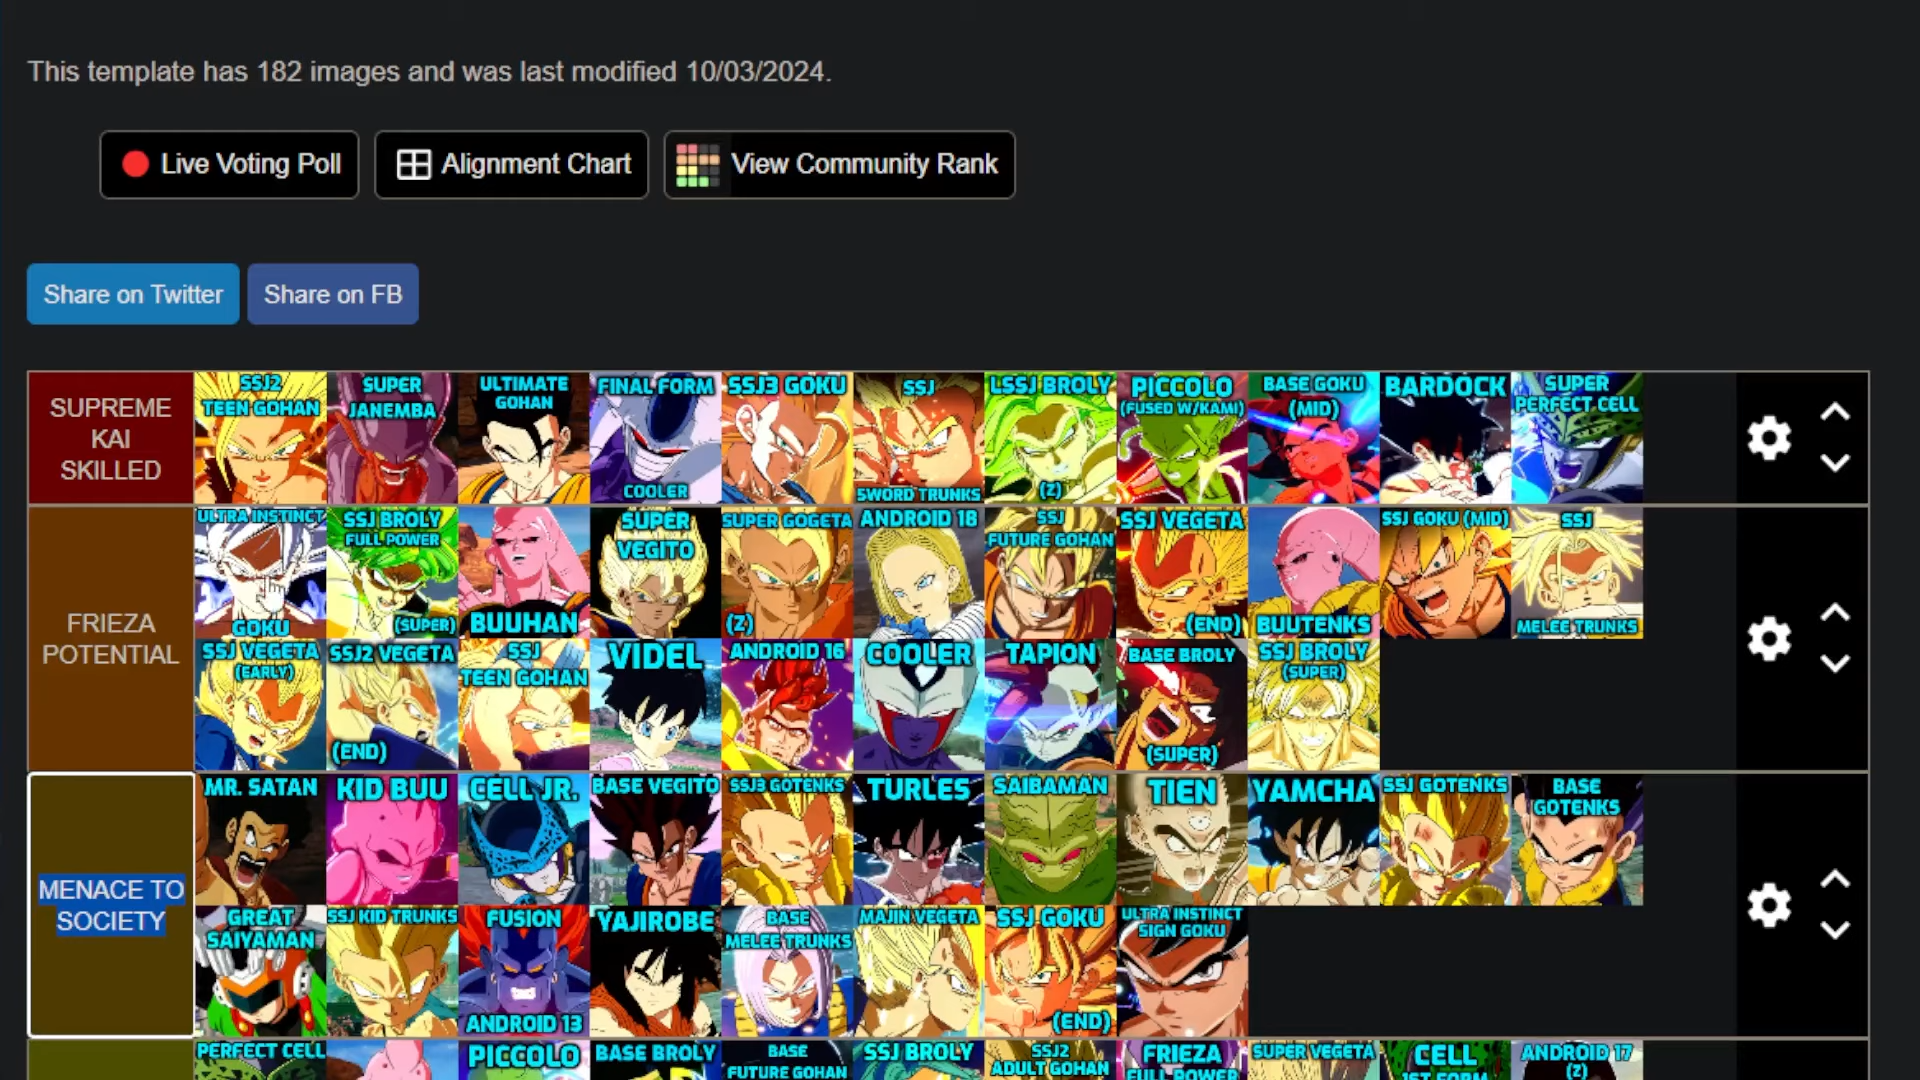 This template has 182 images and was last modified 10/03/2024.
Live Voting Poll
Alignment Chart
View Community Rank
Share on Twitter
Share on FB
SUPREME
KAI
SKILLED
SSJ2
TEEN GOHAN
SUPER
JANEMBA
ULTIMATE
GOHAN
FINAL FORM
COOLER
SSJ3 GOKU
SSJ
SWORD TRUNKS
LSSJ BROLY
(Z)
PICCOLO
(FUSED W/KAMI)
BASE GOKU
(MID)
BARDOCK
SUPER
PERFECT CELL
FRIEZA
POTENTIAL
ULTRA INSTINCT
GOKU
SSJ BROLY
FULL POWER
(SUPER)
BUUHAN
SUPER
VEGITO
SUPER GOGETA
(Z)
ANDROID 18
SSJ
FUTURE GOHAN
SSJ VEGETA
(END)
BUUTENKS
SSJ GOKU (MID)
SSJ
MELEE TRUNKS
SSJ VEGETA
(EARLY)
SSJ2 VEGETA
(END)
SSJ
TEEN GOHAN
VIDEL
ANDROID 16
COOLER
TAPION
BASE BROLY
(SUPER)
SSJ BROLY
(SUPER)
MENACE TO
SOCIETY
MR. SATAN
KID BUU
CELL JR.
BASE VEGITO
SSJ3 GOTENKS
TURLES
SAIBAMAN
TIEN
YAMCHA
SSJ GOTENKS
BASE
GOTENKS
GREAT
SAIYAMAN
SSJ KID TRUNKS
FUSION
ANDROID 13
YAJIROBE
BASE
MELEE TRUNKS
MAJIN VEGETA
SSJ GOKU
(END)
ULTRA INSTINCT
SIGN GOKU
PERFECT CELL
PICCOLO
BASE BROLY
BASE
FUTURE GOHAN
SSJ BROLY
SSJ2
ADULT GOHAN
FRIEZA
FULL POWER
SUPER VEGETA
CELL
1ST FORM
ANDROID 17
(Z)